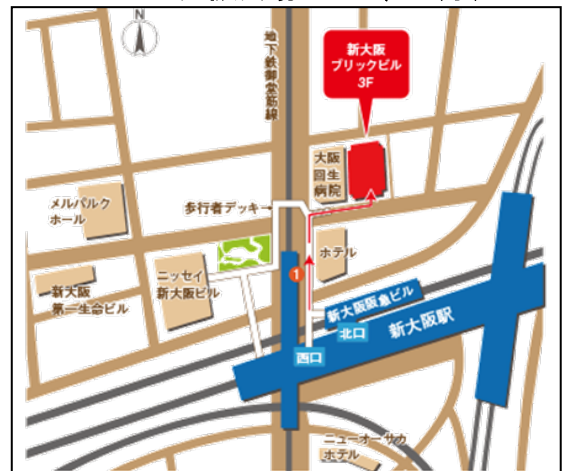 N
地下鉄御堂筋線
新大阪
ブリックビル
3F
大阪
回生
病院
メルパルク
ホール
歩行者デッキ→
ホテル
ニッセイ
新大阪ビル
新大阪
第一生命ビル
1
新大阪阪急ビル
北口
新大阪駅
西口
ニューオーサカ
ホテル